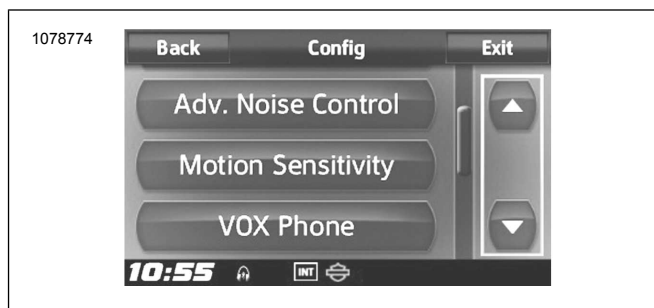 1078774
Back Config Exit
Adv. Noise Control
Motion Sensitivity
VOX Phone
10:55 INT